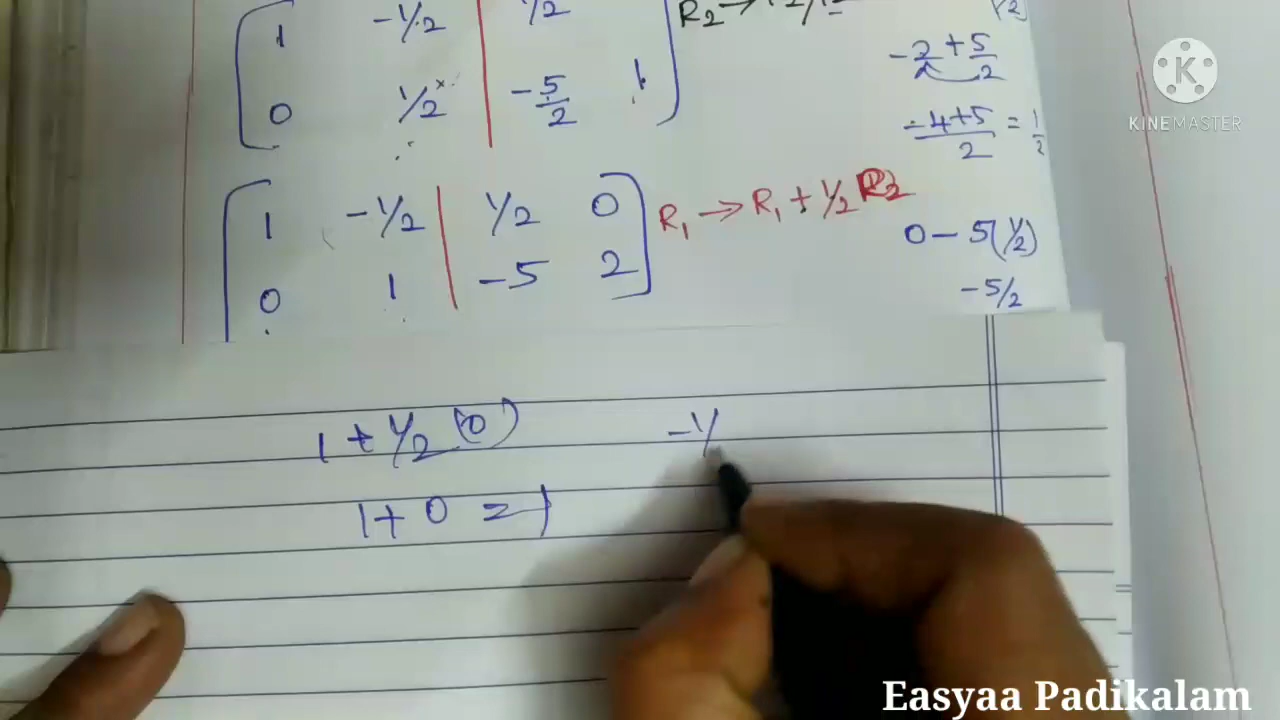 1 -1/2 | 1/2
R2 →
0 1/2 | -5/2 1
-2 + 5/2
-4+5/2 = 1/2
1 -1/2 | 1/2 0
0 1 | -5 2
R1 → R1 + 1/2 R2
0 - 5(1/2)
-5/2
1 + 1/2 (0)
1 + 0 = 1
-1/
KINEMASTER
Easyaa Padikalam